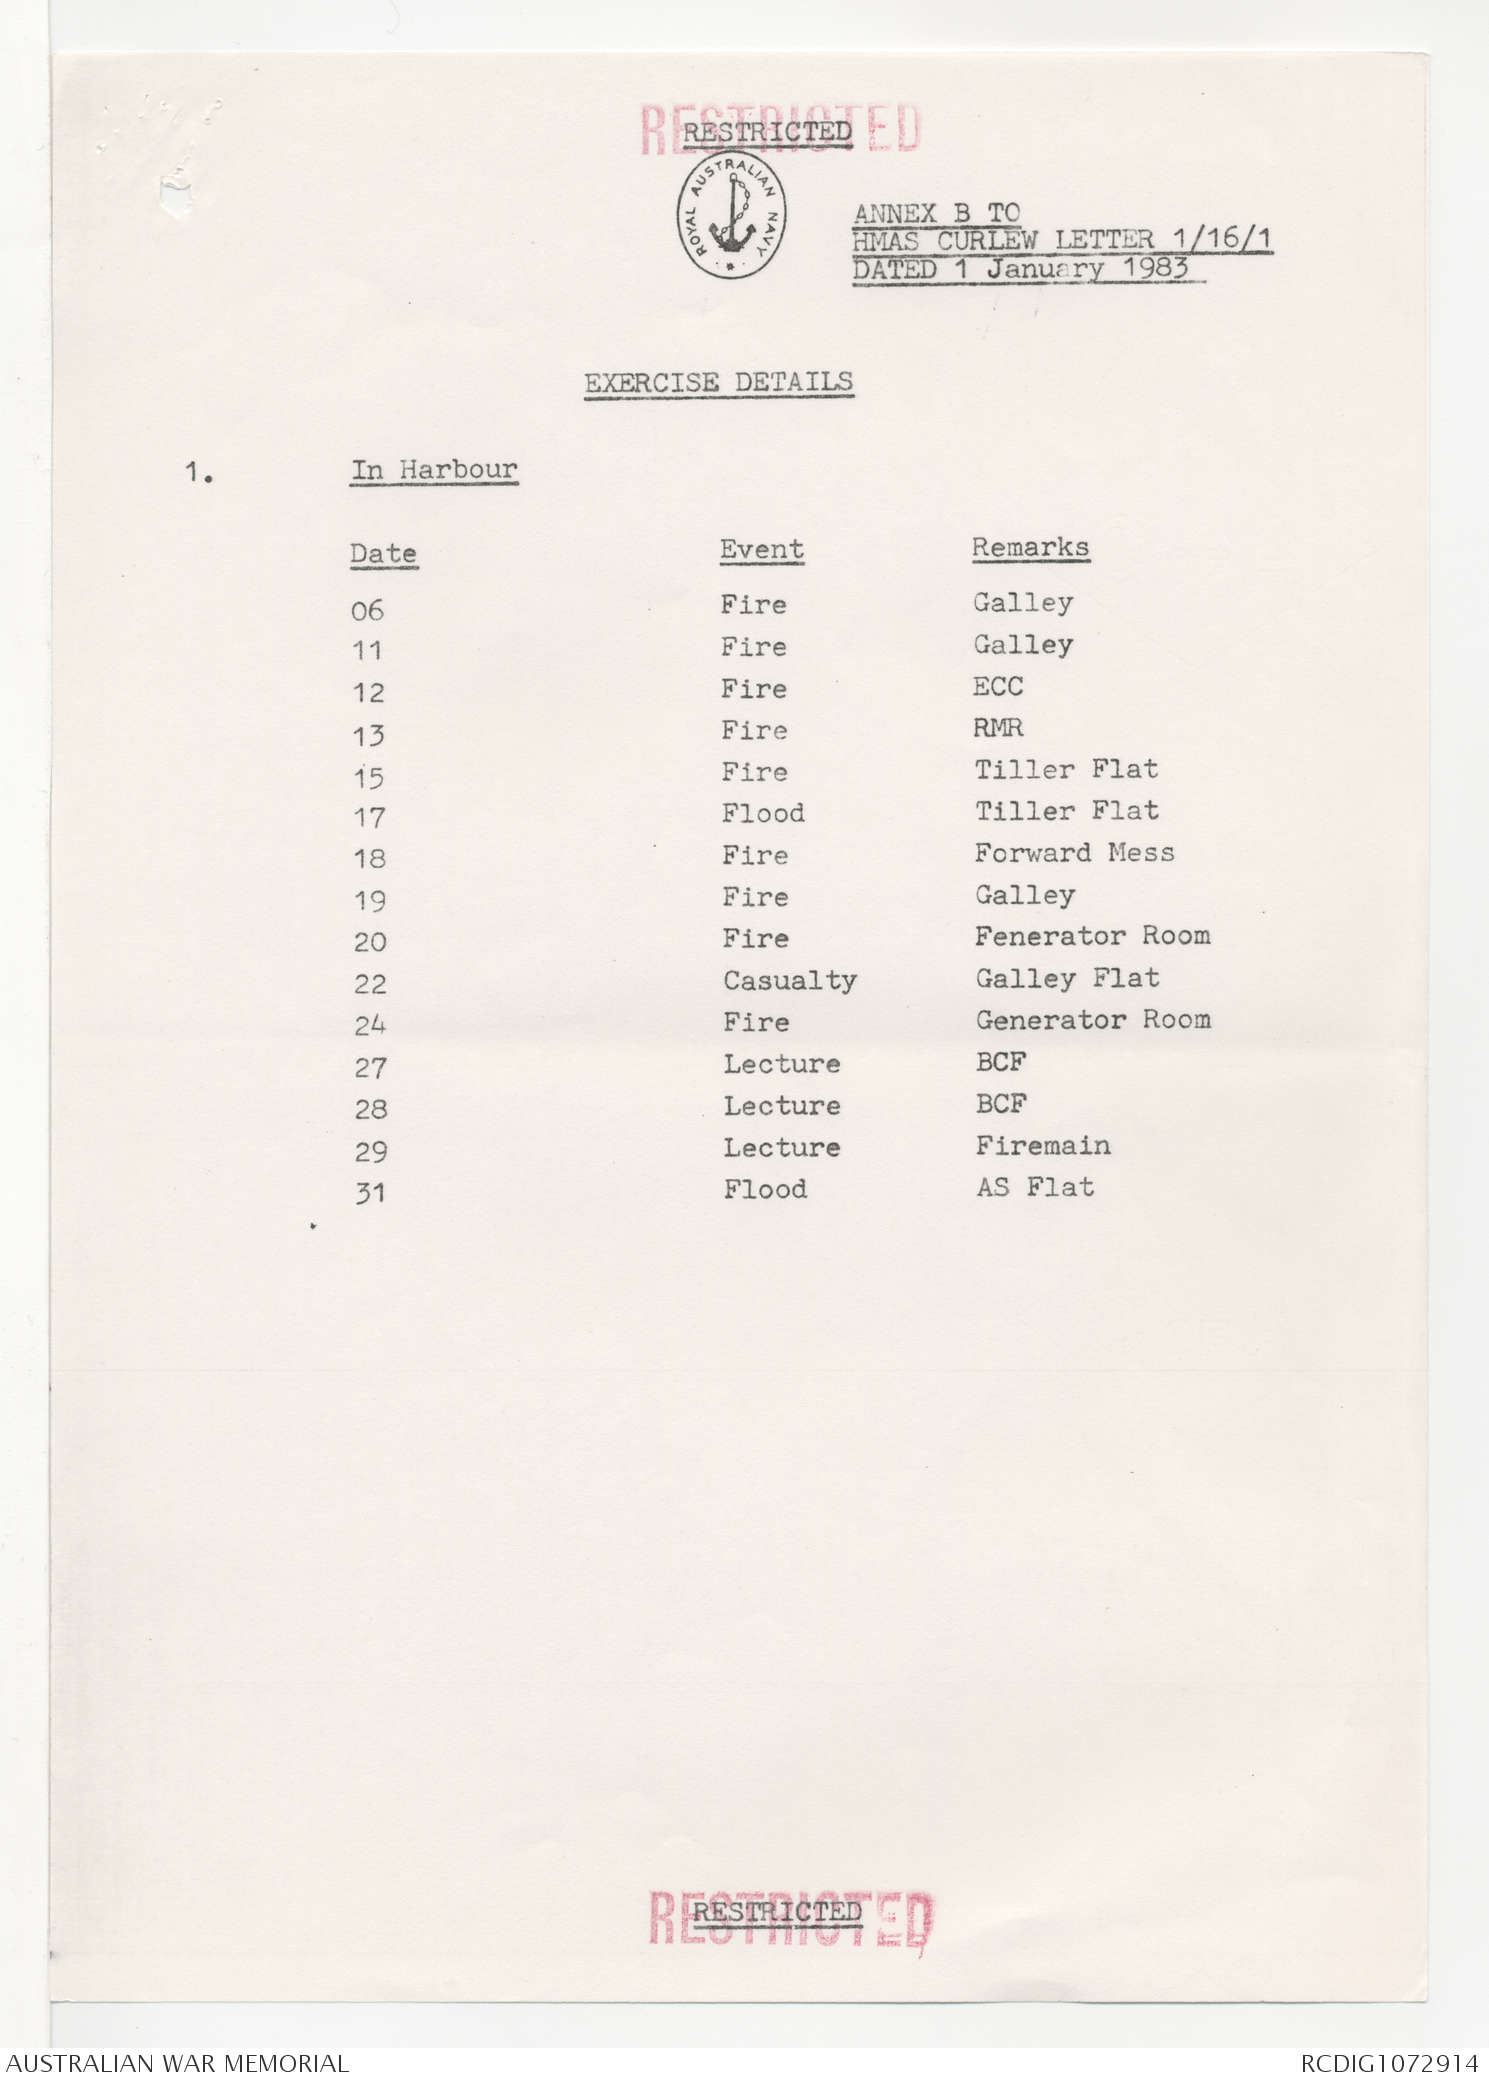 RESTRICTED
RESTRICTED
ROYAL AUSTRALIAN NAVY
ANNEX B TO
HMAS CURLEW LETTER 1/16/1
DATED 1 January 1983
EXERCISE DETAILS
1. In Harbour
Date Event Remarks
06 Fire Galley
11 Fire Galley
12 Fire ECC
13 Fire RMR
15 Fire Tiller Flat
17 Flood Tiller Flat
18 Fire Forward Mess
19 Fire Galley
20 Fire Fenerator Room
22 Casualty Galley Flat
24 Fire Generator Room
27 Lecture BCF
28 Lecture BCF
29 Lecture Firemain
31 Flood AS Flat
RESTRICTED
RESTRICTED
AUSTRALIAN WAR MEMORIAL RCDIG1072914